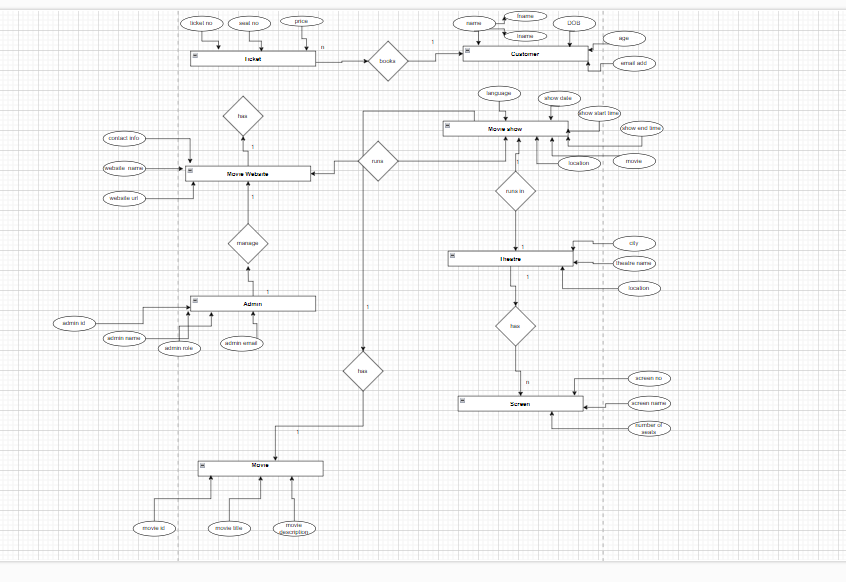 ticket no
seat no
price
name
fname
DOB
lname
age
n
1
Ticket
books
Customer
email add
language
show date
has
show start time
contact info
Movie show
show end time
1
runs
website name
Movie Website
1
location
movie
website url
1
runs in
manage
1
city
Theatre
theatre name
1
location
1
Admin
1
admin id
admin name
admin role
admin email
has
has
screen no
n
Screen
screen name
number of
seats
1
Movie
movie id
movie title
movie
description